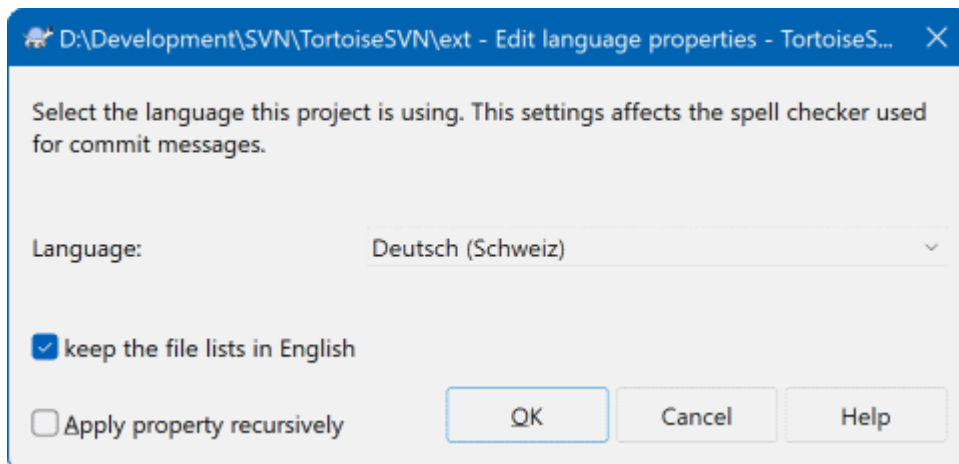 D:\Development\SVN\TortoiseSVN\ext - Edit language properties - TortoiseS...
Select the language this project is using. This settings affects the spell checker used
for commit messages.
Language: Deutsch (Schweiz)
keep the file lists in English
Apply property recursively OK Cancel Help